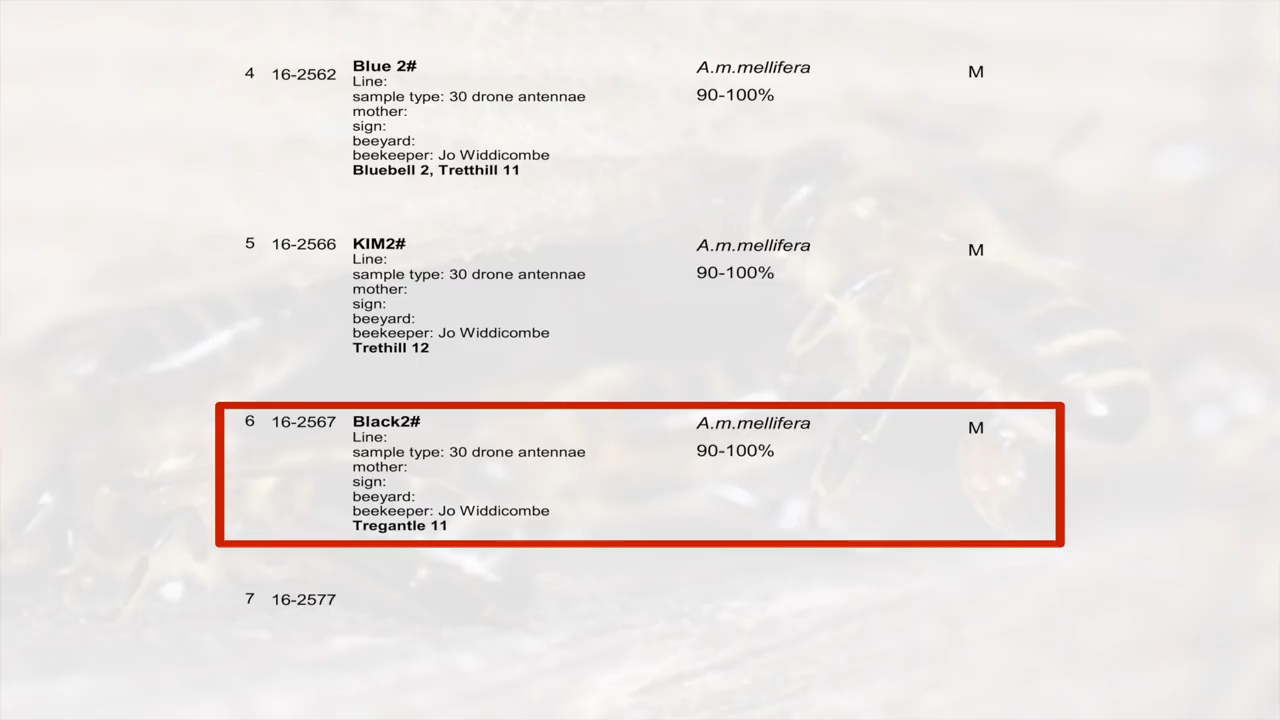 4 16-2562 Blue 2# A.m.mellifera M
Line:
sample type: 30 drone antennae 90-100%
mother:
sign:
beeyard:
beekeeper: Jo Widdicombe
Bluebell 2, Tretthill 11
5 16-2566 KIM2# A.m.mellifera M
Line:
sample type: 30 drone antennae 90-100%
mother:
sign:
beeyard:
beekeeper: Jo Widdicombe
Trethill 12
6 16-2567 Black2# A.m.mellifera M
Line:
sample type: 30 drone antennae 90-100%
mother:
sign:
beeyard:
beekeeper: Jo Widdicombe
Tregantle 11
7 16-2577